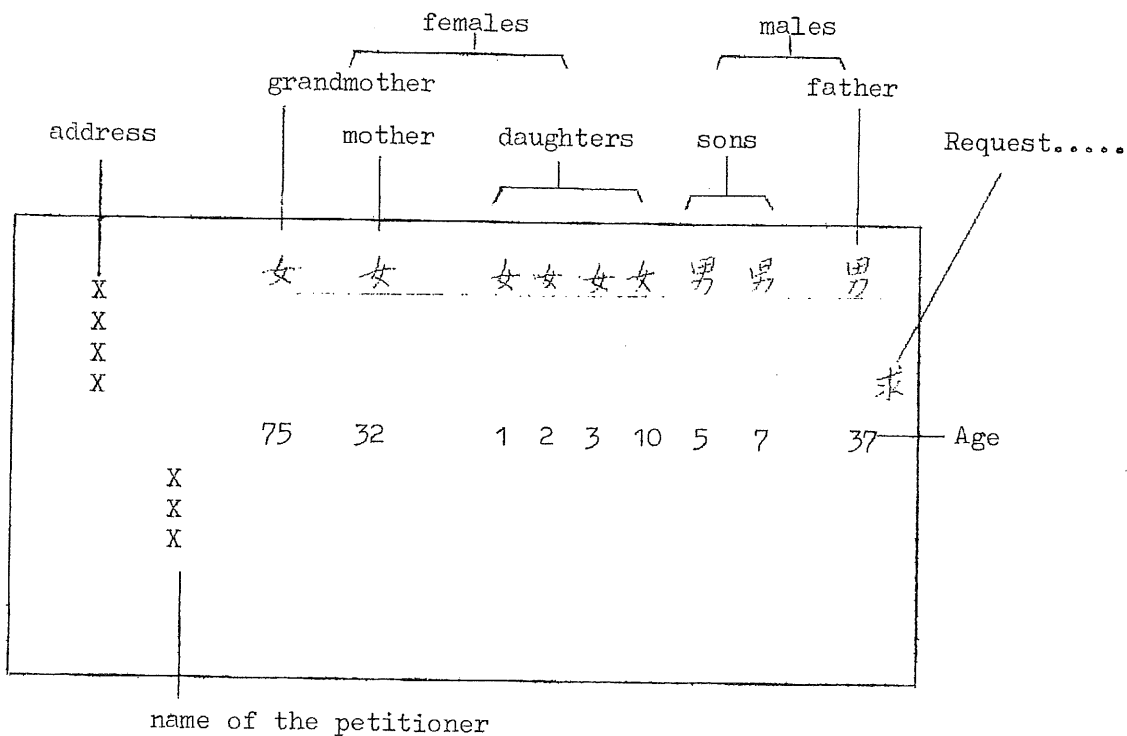 females males
grandmother father
address mother daughters sons Request.....
女 女 女 女 女 女 男 男 男
X
X
X
X 求
75 32 1 2 3 10 5 7 37 Age
X
X
X
name of the petitioner